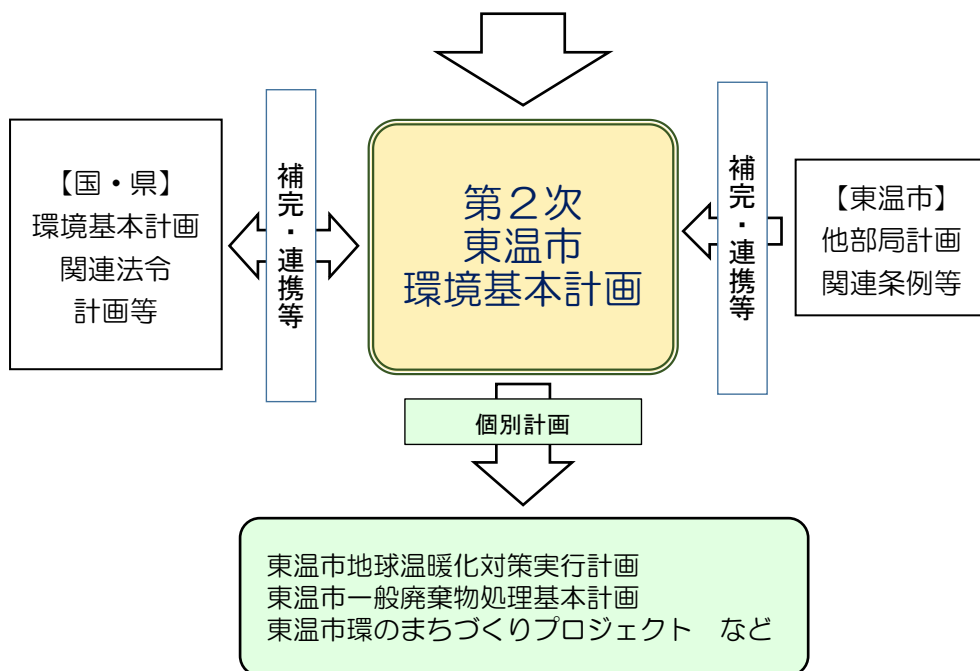 【国・県】
環境基本計画
関連法令
計画等
補完・連携等
第２次
東温市
環境基本計画
補完・連携等
【東温市】
他部局計画
関連条例等
個別計画
東温市地球温暖化対策実行計画
東温市一般廃棄物処理基本計画
東温市環のまちづくりプロジェクト　など